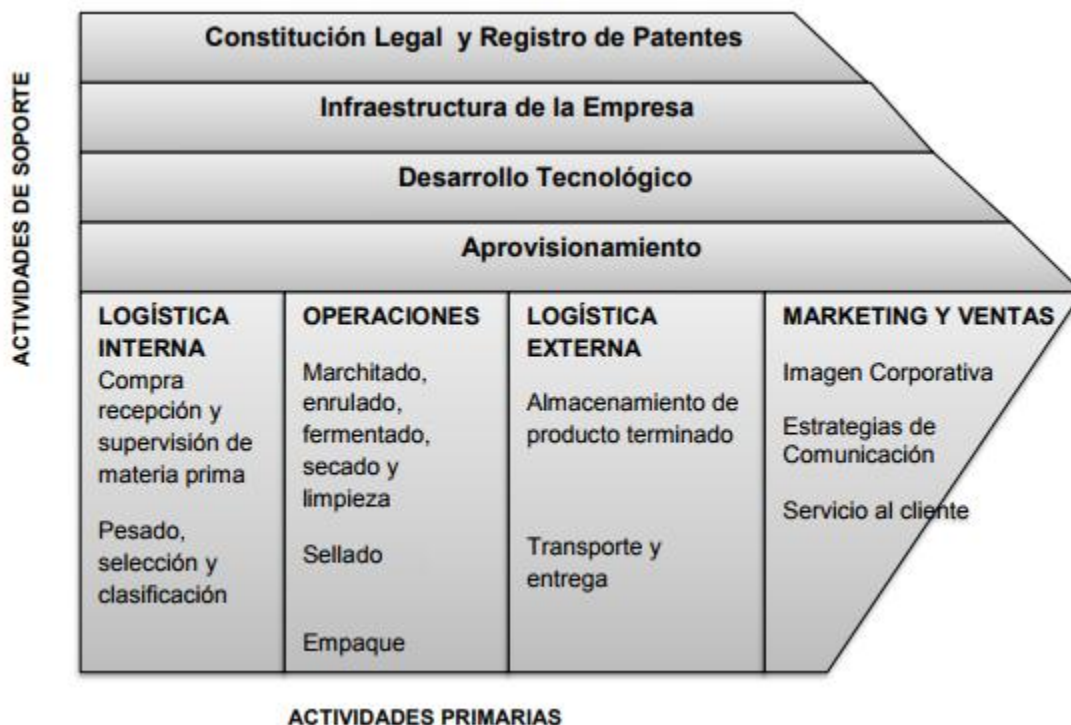 Constitución Legal y Registro de Patentes
Infraestructura de la Empresa
Desarrollo Tecnológico
Aprovisionamiento
ACTIVIDADES DE SOPORTE
LOGÍSTICA
INTERNA
Compra
recepción y
supervisión de
materia prima
Pesado,
selección y
clasificación
OPERACIONES
Marchitado,
enrulado,
fermentado,
secado y
limpieza
Sellado
Empaque
LOGÍSTICA
EXTERNA
Almacenamiento de
producto terminado
Transporte y
entrega
MARKETING Y VENTAS
Imagen Corporativa
Estrategias de
Comunicación
Servicio al cliente
ACTIVIDADES PRIMARIAS